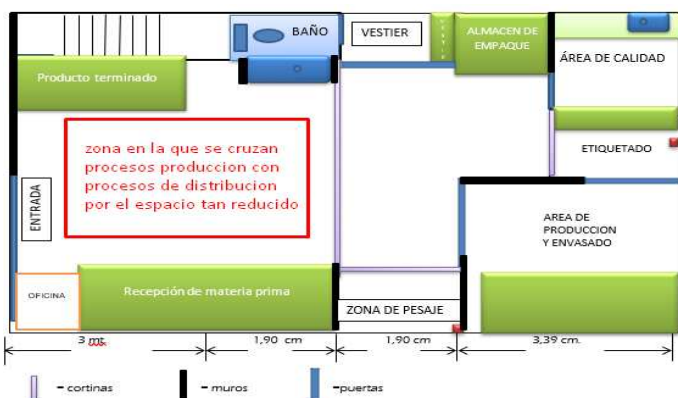 BAÑO
VESTIER
ALMACEN DE
EMPAQUE
ÁREA DE CALIDAD
Producto terminado
zona en la que se cruzan
procesos produccion con
procesos de distribucion
por el espacio tan reducido
ETIQUETADO
ENTRADA
AREA DE
PRODUCCION
Y ENVASADO
OFICINA
Recepción de materia prima
ZONA DE PESAJE
3 mt.
1,90 cm
1,90 cm
3,39 cm.
- cortinas
- muros
-puertas